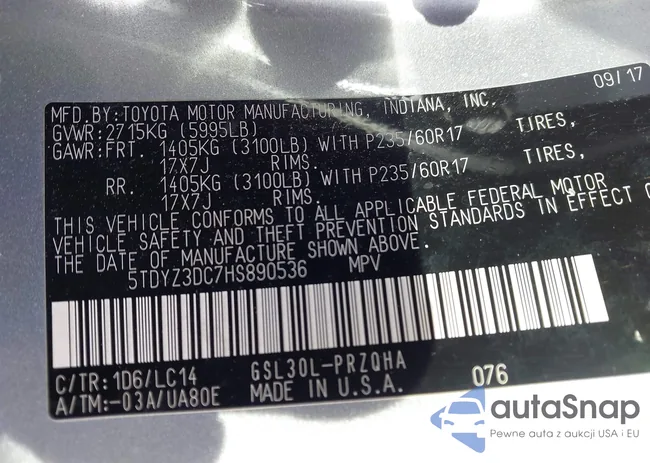 09/17
MFD.BY:TOYOTA MOTOR MANUFACTURING, INDIANA, INC.
GVWR:2715KG (5995LB)
GAWR:FRT. 1405KG (3100LB) WITH P235/60R17 TIRES,
17X7J RIMS.
RR. 1405KG (3100LB) WITH P235/60R17 TIRES,
17X7J RIMS.
THIS VEHICLE CONFORMS TO ALL APPLICABLE FEDERAL MOTOR
VEHICLE SAFETY AND THEFT PREVENTION STANDARDS IN EFFECT O
THE DATE OF MANUFACTURE SHOWN ABOVE.
5TDYZ3DC7HS890536 MPV
C/TR:1D6/LC14 GSL30L-PRZQHA 076
A/TM:-03A/UA80E MADE IN U.S.A.
autoSnap
Pewne auta z aukcji USA i EU